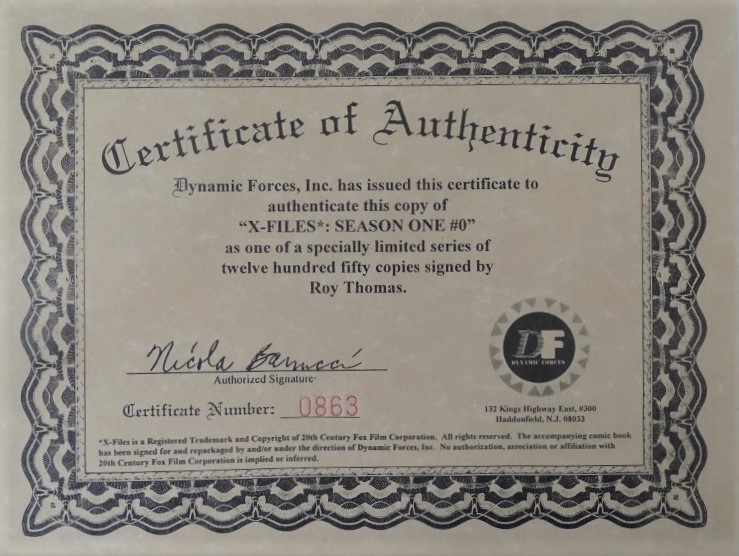 Certificate of Authenticity
Dynamic Forces, Inc. has issued this certificate to
authenticate this copy of
“X-FILES*: SEASON ONE #0”
as one of a specially limited series of
twelve hundred fifty copies signed by
Roy Thomas.
Nicola Barrucci
Authorized Signature
Certificate Number: 0863
DF
DYNAMIC FORCES
132 Kings Highway East, #300
Haddonfield, N.J. 08033
*X-Files is a Registered Trademark and Copyright of 20th Century Fox Film Corporation. All rights reserved. The accompanying comic book
has been signed for and repackaged by and/or under the direction of Dynamic Forces, Inc. No authorization, association or affiliation with
20th Century Fox Film Corporation is implied or inferred.